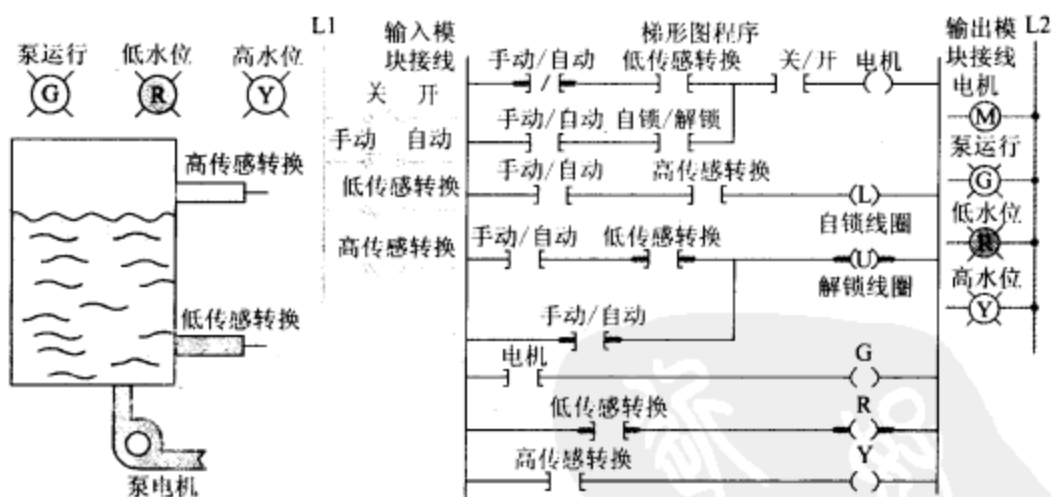 泵运行 低水位 高水位
G R Y
高传感转换
低传感转换
泵电机
L1 输入模
块接线
关 开
手动 自动
低传感转换
高传感转换
梯形图程序
手动/自动 低传感转换 关/开 电机
手动/自动 自锁/解锁
手动/自动 高传感转换
L
自锁线圈
手动/自动 低传感转换
U
解锁线圈
手动/自动
电机 G
低传感转换 R
高传感转换 Y
输出模 L2
块接线
电机
M
泵运行
G
低水位
R
高水位
Y